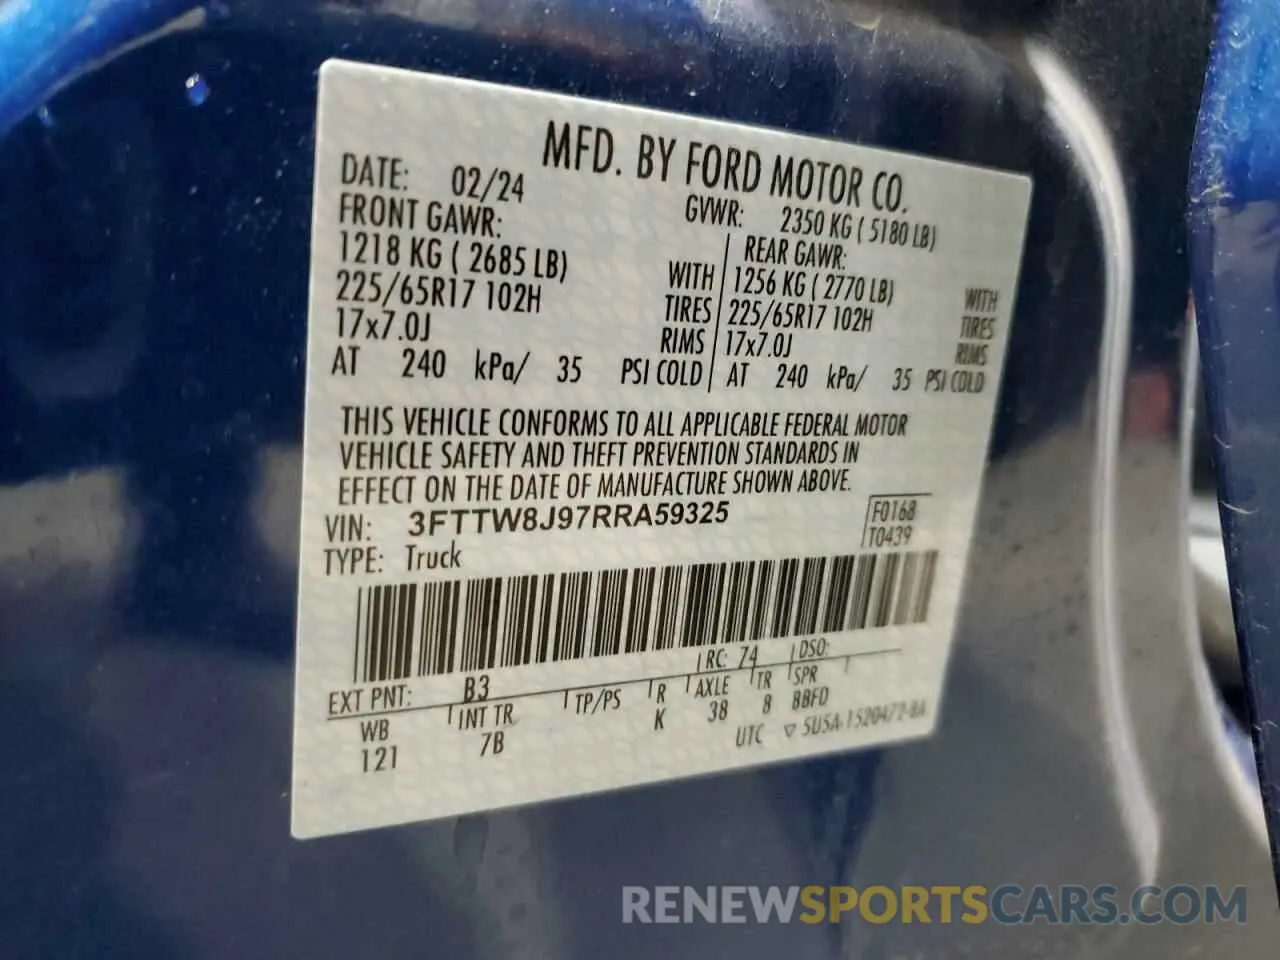 MFD. BY FORD MOTOR CO.
DATE: 02/24
GVWR: 2350 KG ( 5180 LB)
FRONT GAWR:
REAR GAWR:
1218 KG ( 2685 LB) WITH
1256 KG ( 2770 LB) WITH
225/65R17 102H TIRES
225/65R17 102H TIRES
17x7.0J RIMS
17x7.0J RIMS
AT 240 kPa/ 35 PSI COLD
AT 240 kPa/ 35 PSI COLD
THIS VEHICLE CONFORMS TO ALL APPLICABLE FEDERAL MOTOR
VEHICLE SAFETY AND THEFT PREVENTION STANDARDS IN
EFFECT ON THE DATE OF MANUFACTURE SHOWN ABOVE.
VIN: 3FTTW8J97RRA59325
F0168
TYPE: Truck
T0439
EXT PNT: B3 RC: 74 DSO:
WB INT TR TP/PS R AXLE TR SPR
121 7B K 38 8 BBFD
UTC ▽ 5U5A-1520472-BA
RENEWSPORTSCARS.COM